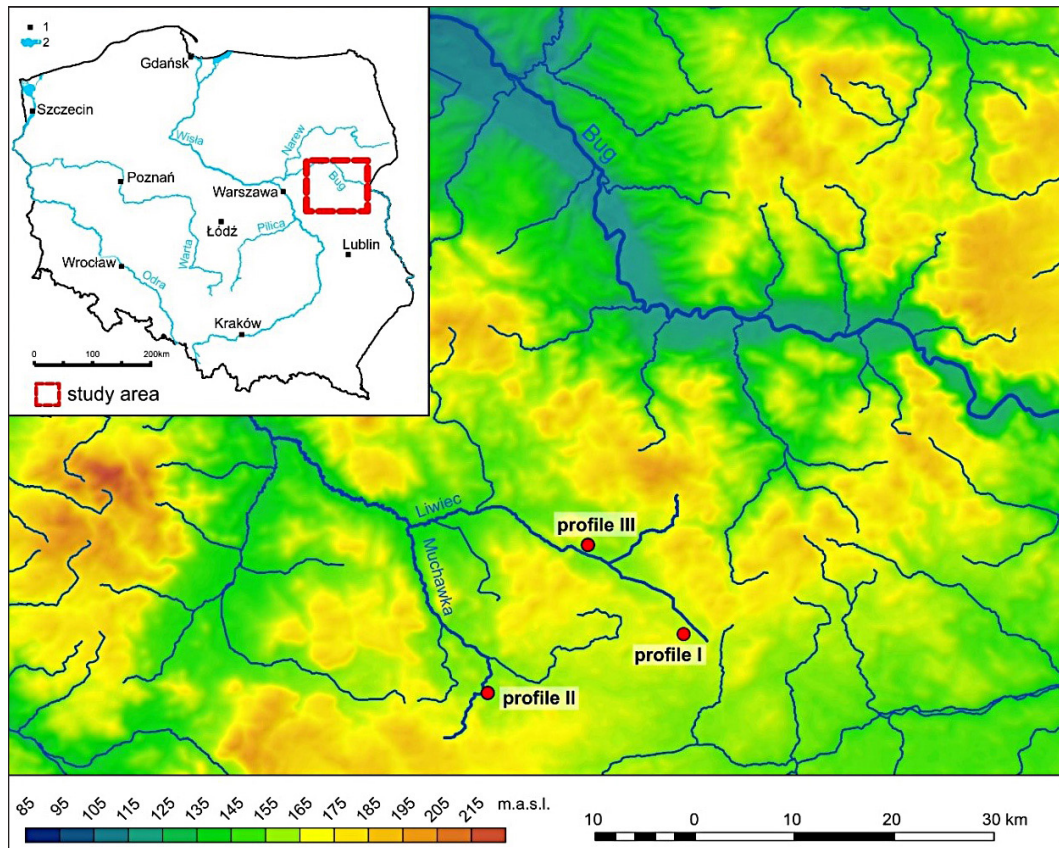 1
2
Gdańsk
Szczecin
Wisła
Narew
Poznań
Bug
Warszawa
Łódź
Pilica
Warta
Lublin
Wrocław
Odra
Kraków
0 150 200km
study area
Bug
Liwiec
profile III
Muchawka
profile I
profile II
85 95 105 115 125 135 145 155 165 175 185 195 205 215 m.a.s.l.
10 0 10 20 30 km